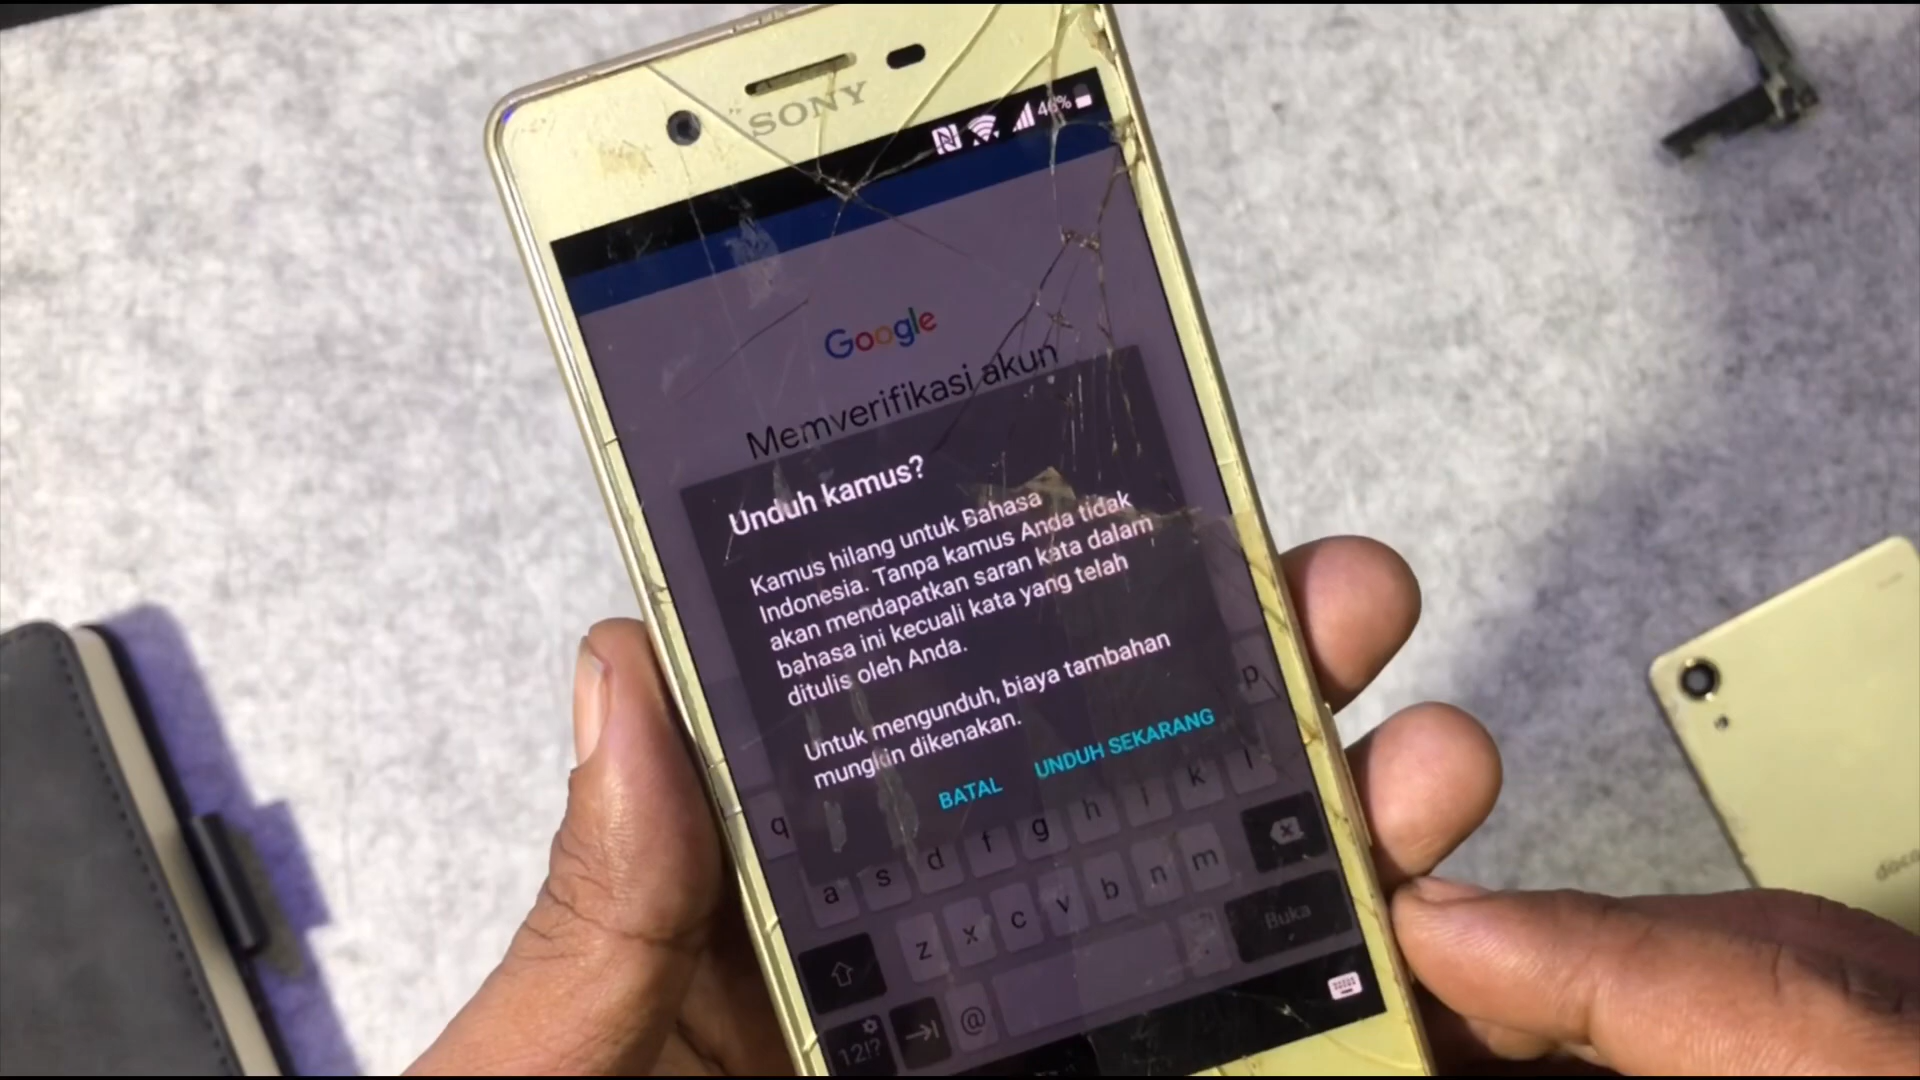 SONY
46%
Google
Memverifikasi akun
Unduh kamus?
Kamus hilang untuk Bahasa
Indonesia. Tanpa kamus Anda tidak
akan mendapatkan saran kata dalam
bahasa ini kecuali kata yang telah
ditulis oleh Anda.
Untuk mengunduh, biaya tambahan
mungkin dikenakan.
BATAL UNDUH SEKARANG
q p
a s d f g h i k l
z x c v b n m
Buka
12!? @ .